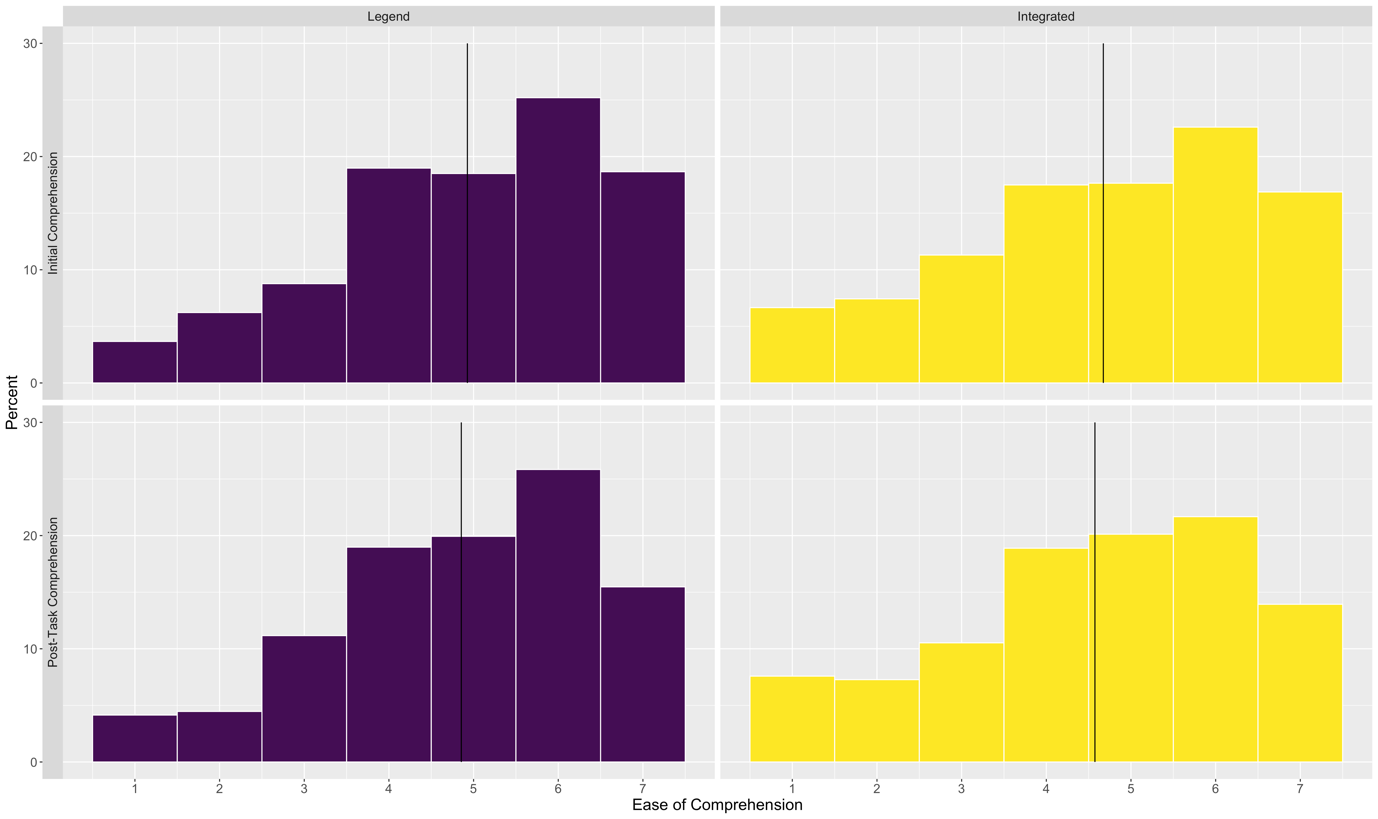 Legend
Integrated
Initial Comprehension
30
20
10
0
Percent
Post-Task Comprehension
30
20
10
0
1 2 3 4 5 6 7
1 2 3 4 5 6 7
Ease of Comprehension